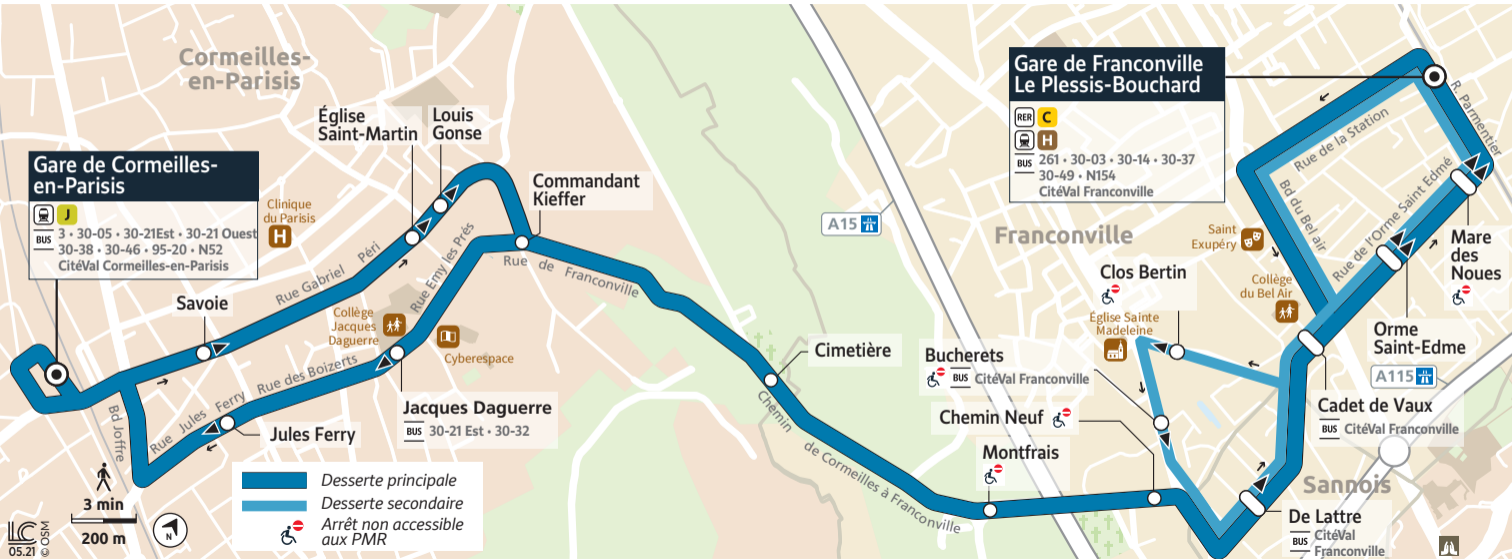 Cormeilles-
en-Parisis
Gare de Cormeilles-
en-Parisis
J
BUS
3 • 30-05 • 30-21Est • 30-21 Ouest
30-38 • 30-46 • 95-20 • N52
CitéVal Cormeilles-en-Parisis
Clinique
du Parisis
H
Église
Saint-Martin
Louis
Gonse
Commandant
Kieffer
Savoie
Rue Gabriel Péri
Rue Emy les Prés
Rue de Franconville
Collège
Jacques
Daguerre
Cyberespace
Rue des Boizerts
Rue Jules Ferry
Bd Joffre
Jules Ferry
Jacques Daguerre
BUS 30-21 Est • 30-32
Cimetière
Chemin de Cormeilles à Franconville
A15
Gare de Franconville
Le Plessis-Bouchard
RER C
H
BUS
261 • 30-03 • 30-14 • 30-37
30-49 • N154
CitéVal Franconville
Franconville
R. Parmentier
Rue de la Station
Bd du Bel air
Rue de l'Orme Saint Edmé
Saint
Exupéry
Collège
du Bel Air
Clos Bertin
Église Sainte
Madeleine
Bucherets
BUS CitéVal Franconville
Chemin Neuf
Montfrais
Mare
des
Noues
Orme
Saint-Edme
A115
Cadet de Vaux
BUS CitéVal Franconville
Sannois
De Lattre
BUS CitéVal
Franconville
Desserte principale
Desserte secondaire
Arrêt non accessible
aux PMR
3 min
200 m
N
LC
05.21
© OSM